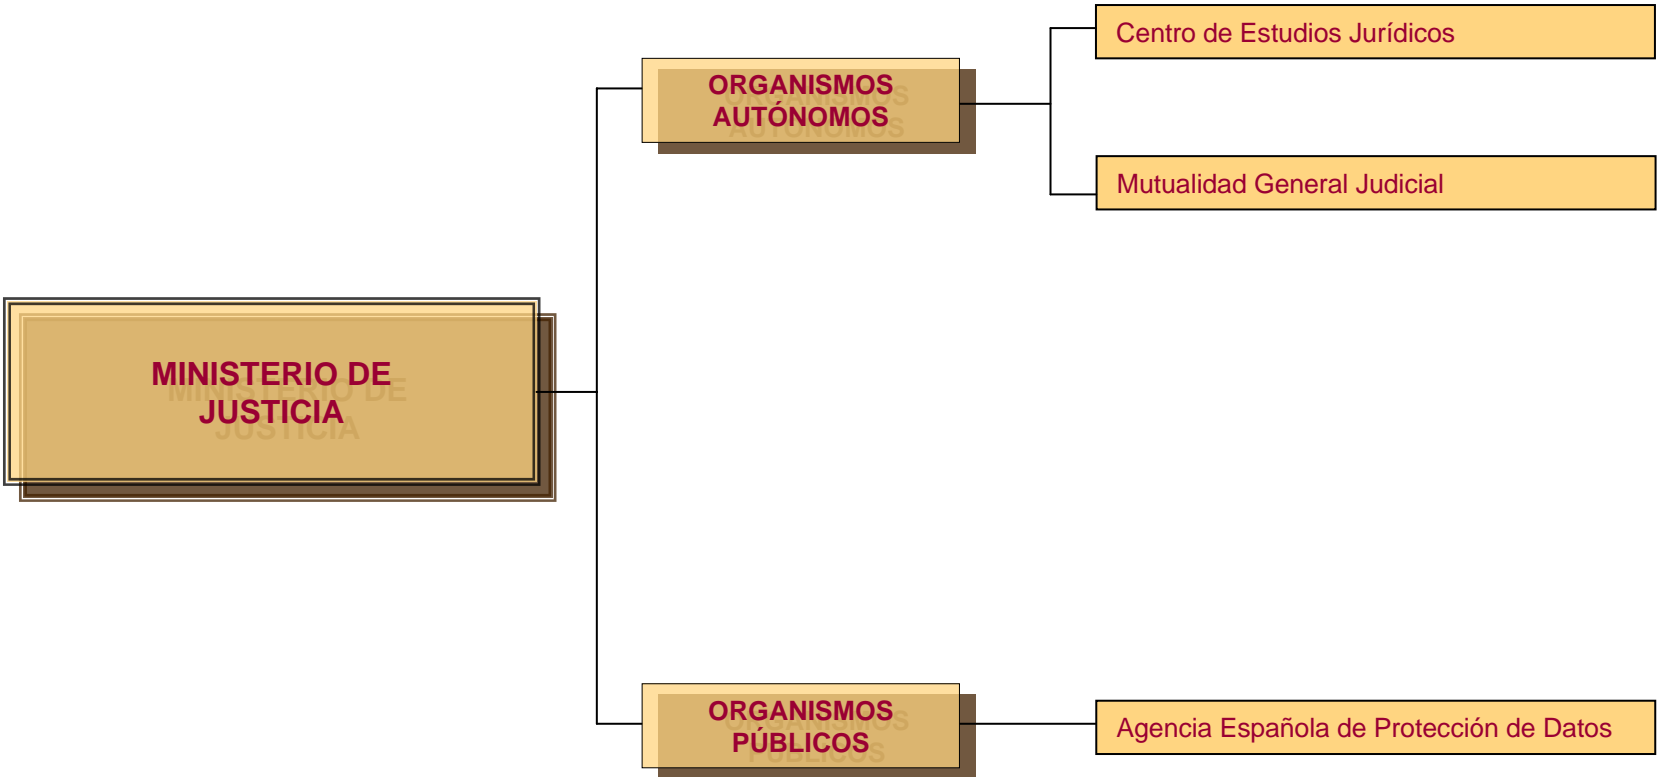 Centro de Estudios Jurídicos
ORGANISMOS
AUTÓNOMOS
Mutualidad General Judicial
MINISTERIO DE
JUSTICIA
ORGANISMOS
PÚBLICOS
Agencia Española de Protección de Datos